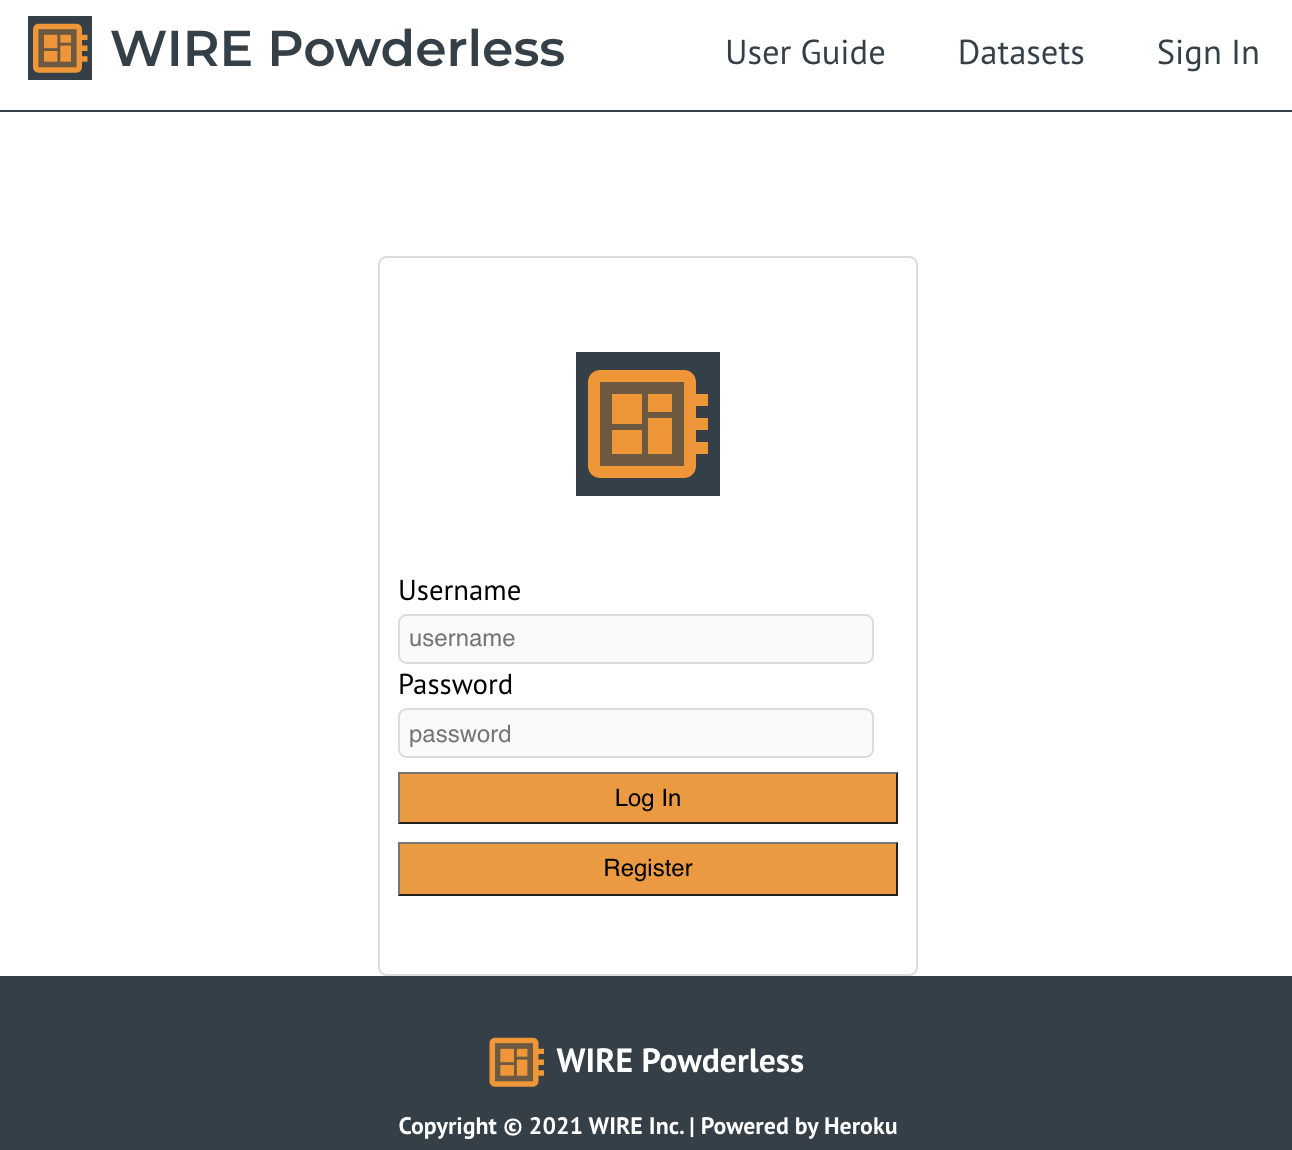 WIRE Powderless
User Guide
Datasets
Sign In
Username
username
Password
password
Log In
Register
WIRE Powderless
Copyright © 2021 WIRE Inc. | Powered by Heroku